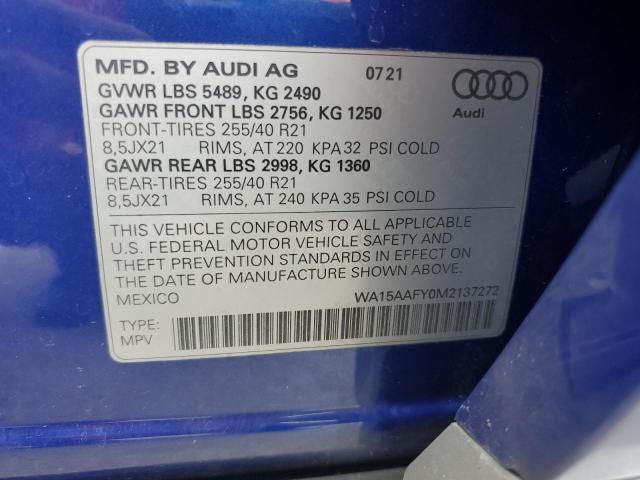 MFD. BY AUDI AG 07 21
GVWR LBS 5489, KG 2490
GAWR FRONT LBS 2756, KG 1250
FRONT-TIRES 255/40 R21
8,5JX21 RIMS, AT 220 KPA 32 PSI COLD
GAWR REAR LBS 2998, KG 1360
REAR-TIRES 255/40 R21
8,5JX21 RIMS, AT 240 KPA 35 PSI COLD
Audi
THIS VEHICLE CONFORMS TO ALL APPLICABLE
U.S. FEDERAL MOTOR VEHICLE SAFETY AND
THEFT PREVENTION STANDARDS IN EFFECT ON
THE DATE OF MANUFACTURE SHOWN ABOVE.
MEXICO WA15AAFY0M2137272
TYPE:
MPV